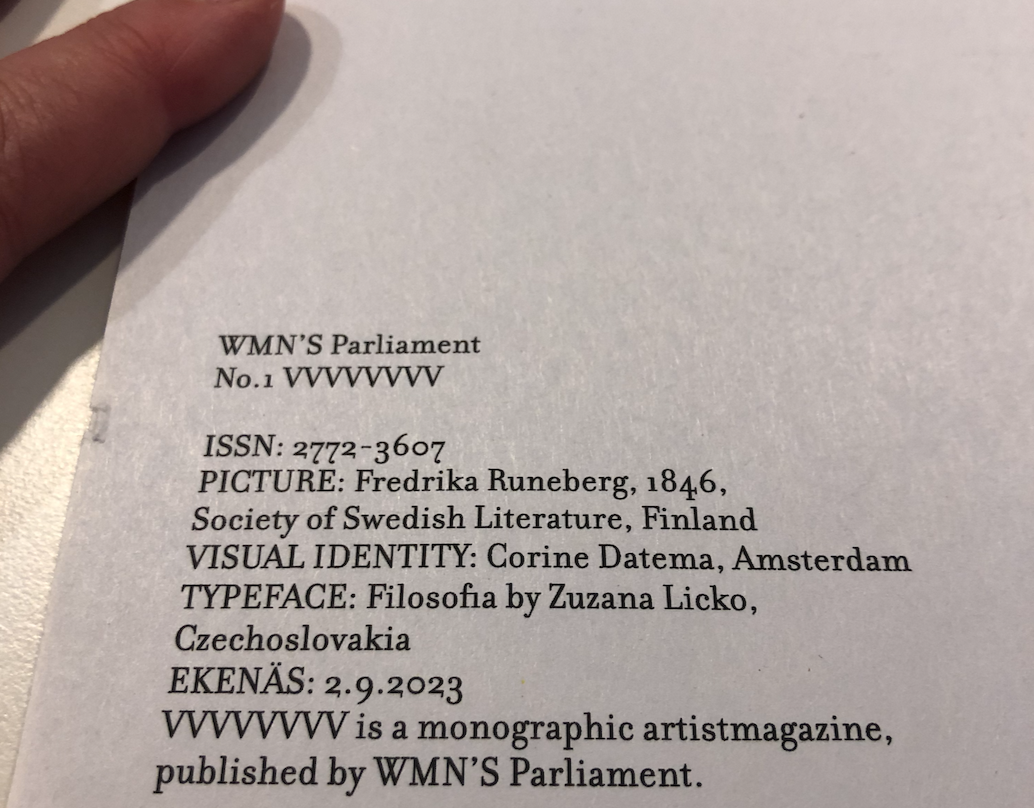 WMN'S Parliament
No.1 VVVVVVVV
ISSN: 2772-3607
PICTURE: Fredrika Runeberg, 1846,
Society of Swedish Literature, Finland
VISUAL IDENTITY: Corine Datema, Amsterdam
TYPEFACE: Filosofia by Zuzana Licko,
Czechoslovakia
EKENÄS: 2.9.2023
VVVVVVVV is a monographic artistmagazine,
published by WMN'S Parliament.